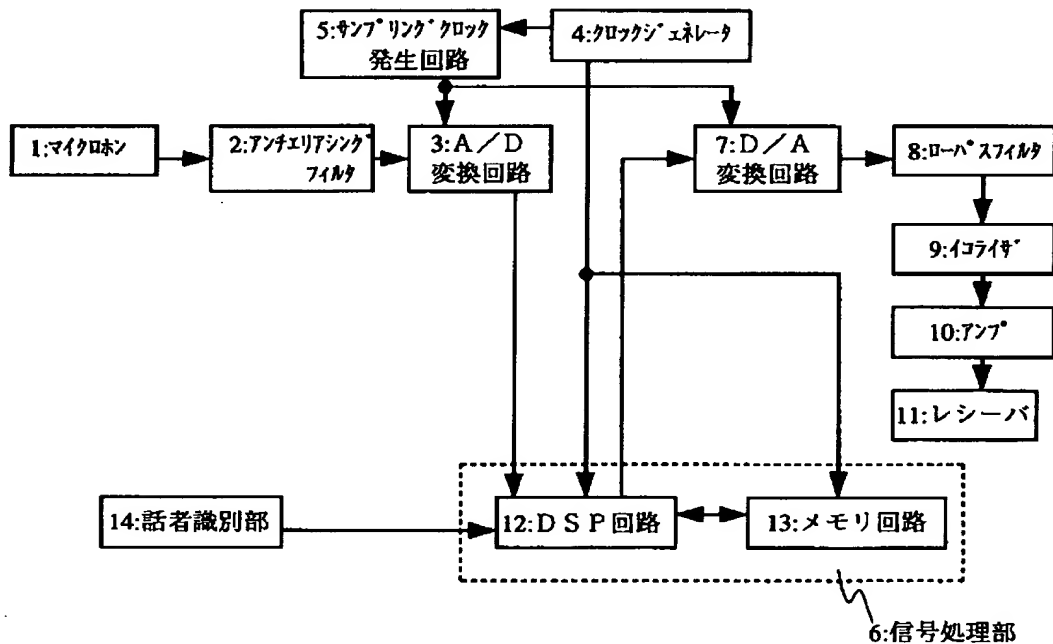 5:ｻﾝﾌﾟﾘﾝｸﾞｸﾛｯｸ
発生回路
4:ｸﾛｯｸｼﾞｪﾈﾚｰﾀ
1:ﾏｲｸﾛﾎﾝ
2:ｱﾝﾁｴﾘｱｼﾝｸﾞ
ﾌｨﾙﾀ
3:Ａ／Ｄ
変換回路
7:Ｄ／Ａ
変換回路
8:ﾛｰﾊﾟｽﾌｨﾙﾀ
9:ｲｺﾗｲｻﾞ
10:ｱﾝﾌﾟ
11:レシーバ
14:話者識別部
12:ＤＳＰ回路
13:メモリ回路
6:信号処理部